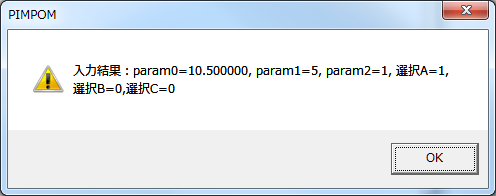 PIMPOM
入力結果：param0=10.500000, param1=5, param2=1, 選択A=1,
選択B=0,選択C=0
OK